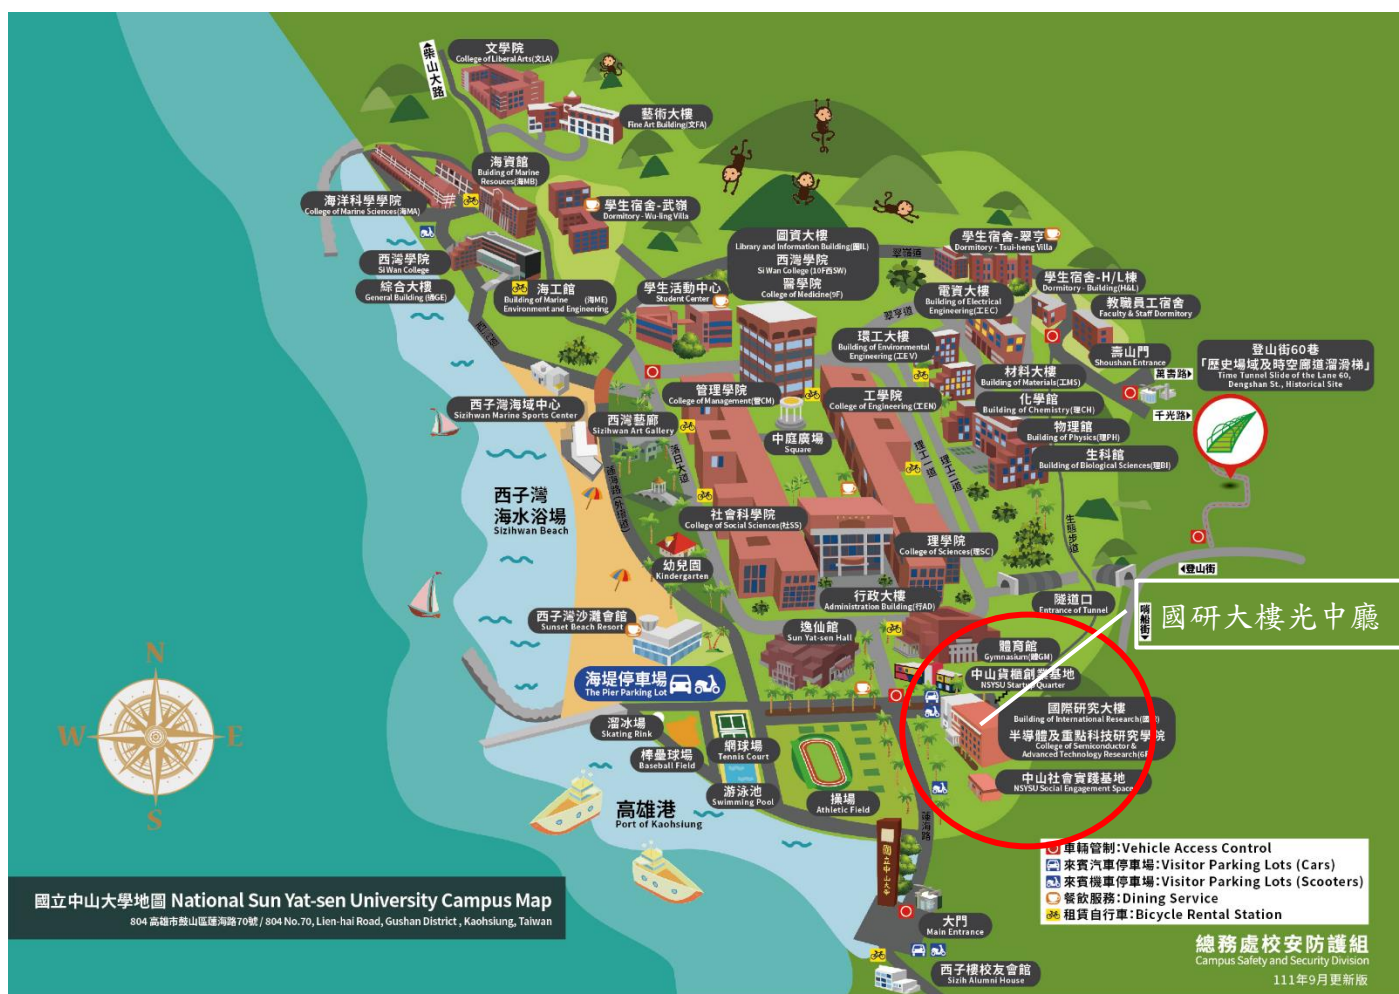 柴山大路
文學院
College of Liberal Arts(文LA)
藝術大樓
Fine Art Building(文FA)
海資館
Buiding of Marine
Resouces(海MB)
海洋科學學院
College of Marine Sciences(海MA)
學生宿舍-武嶺
Dormitory - Wu-ling Villa
西灣學院
Si Wan College
綜合大樓
General Building (通GE)
海工館
Building of Marine (海ME)
Environment and Engineering
學生活動中心
Student Center
圖資大樓
Library and Information Building(圖IL)
西灣學院
Si Wan College (10F西SW)
醫學院
College of Medicine(9F)
翠嶺道
學生宿舍-翠亨
Dormitory - Tsui-heng Villa
學生宿舍-H/L棟
Dormitory - Building(H&L)
電資大樓
Building of Electrical
Engineering(工EC)
教職員工宿舍
Faculty & Staff Dormitory
翠亨道
環工大樓
Building of Environmental
Engineering (工EV)
壽山門
Shoushan Entrance
萬壽路
千光路
登山街60巷
「歷史場域及時空廊道溜滑梯」
Time Tunnel Slide of the Lane 60,
Dengshan St., Historical Site
材料大樓
Building of Materials(工MS)
管理學院
College of Management(管CM)
工學院
College of Engineering(工EN)
化學館
Building of Chemistry(理CH)
物理館
Building of Physics(理PH)
生科館
Building of Biological Sciences(理BI)
西子灣海域中心
Sizihwan Marine Sports Center
西灣藝廊
Sizihwan Art Gallery
中庭廣場
Square
落日大道
理工一道
理工二道
西子灣
海水浴場
Sizihwan Beach
社會科學院
College of Social Sciences(社SS)
理學院
College of Sciences(理SC)
生態步道
幼兒園
Kindergarten
行政大樓
Administration Building(行AD)
隧道口
Entrance of Tunnel
登山街
國研大樓光中廳
西子灣沙灘會館
Sunset Beach Resort
逸仙館
Sun Yat-sen Hall
體育館
Gymnasium(體GM)
海堤停車場
The Pier Parking Lot
中山貨櫃創業基地
NSYSU Startup Quarter
國際研究大樓
Building of International Research
半導體及重點科技研究學院
College of Semiconductor &
Advanced Technology Research
溜冰場
Skating Rink
棒壘球場
Baseball Field
網球場
Tennis Court
游泳池
Swimming Pool
操場
Athletic Field
中山社會實踐基地
NSYSU Social Engagement Space
高雄港
Port of Kaohsiung
蓮海路
國立中山大學
大門
Main Entrance
西子樓校友會館
Sizih Alumni House
車輛管制:Vehicle Access Control
來賓汽車停車場:Visitor Parking Lots (Cars)
來賓機車停車場:Visitor Parking Lots (Scooters)
餐飲服務:Dining Service
租賃自行車:Bicycle Rental Station
總務處校安防護組
Campus Safety and Security Division
111年9月更新版
國立中山大學地圖 National Sun Yat-sen University Campus Map
804 高雄市鼓山區蓮海路70號 / 804 No.70, Lien-hai Road, Gushan District , Kaohsiung, Taiwan
N
W
E
S